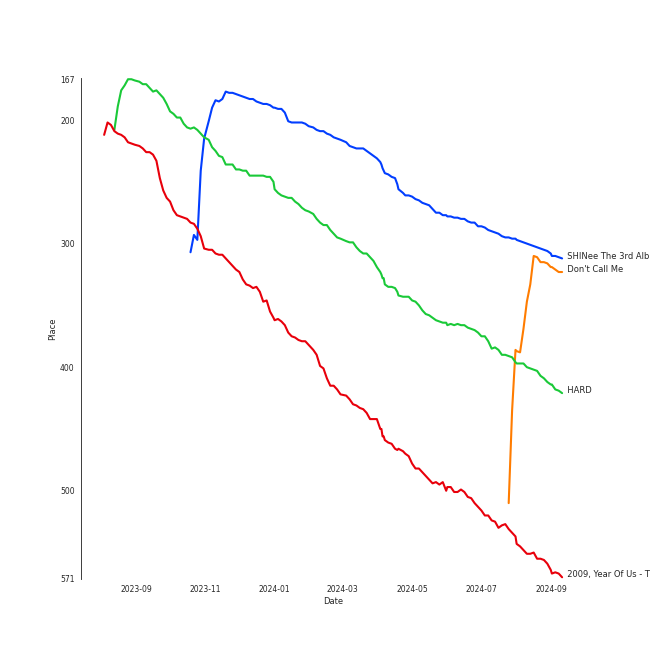 167
200
300
400
500
571
Place
2023-09
2023-11
2024-01
2024-03
2024-05
2024-07
2024-09
Date
SHINee The 3rd Alb
Don't Call Me
HARD
2009, Year Of Us - T